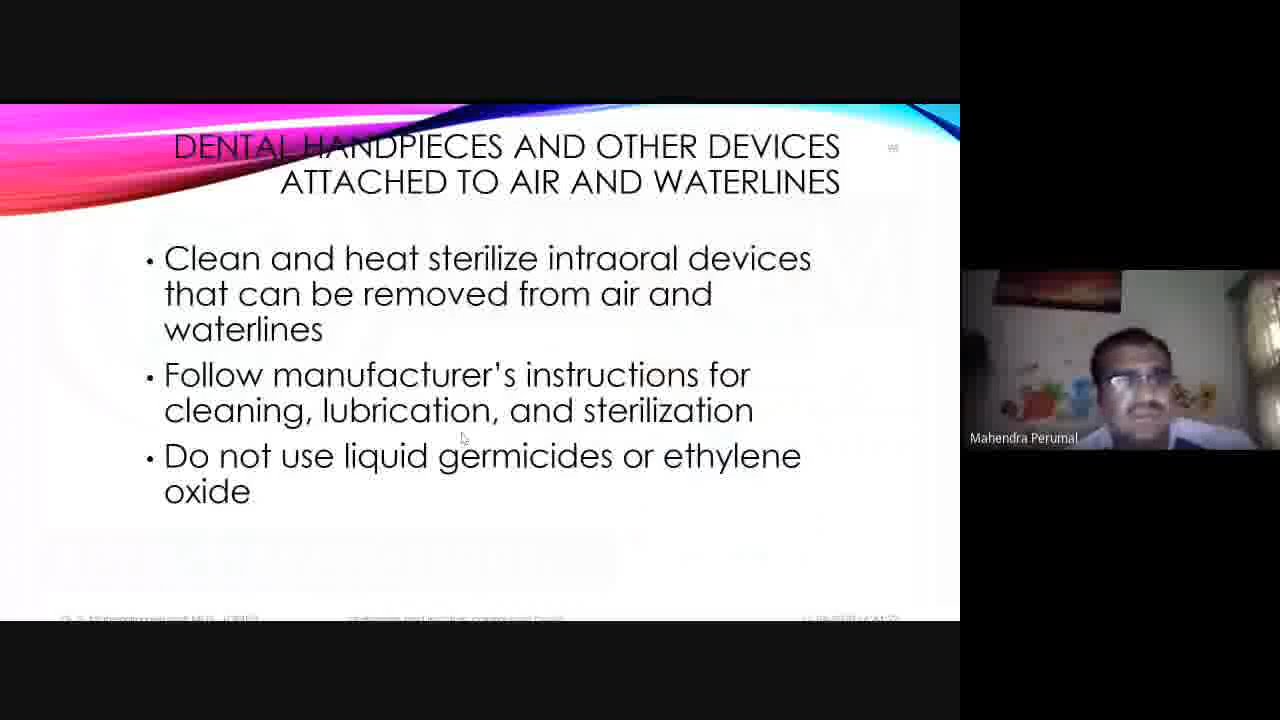 DENTAL HANDPIECES AND OTHER DEVICES
ATTACHED TO AIR AND WATERLINES
• Clean and heat sterilize intraoral devices
that can be removed from air and
waterlines
• Follow manufacturer's instructions for
cleaning, lubrication, and sterilization
• Do not use liquid germicides or ethylene
oxide
Mahendra Perumal